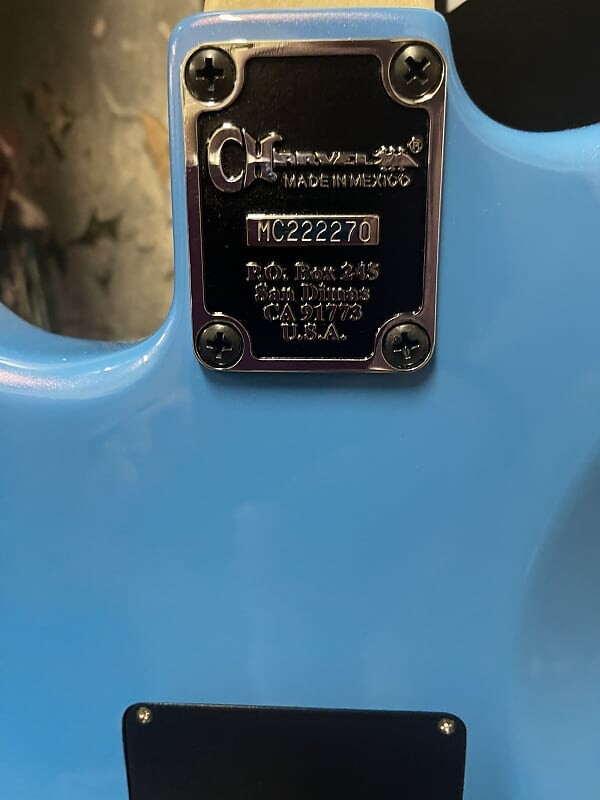 CHARVEL®
MADE IN MEXICO
MC222270
P.O. Box 245
San Dimas
CA 91773
U.S.A.